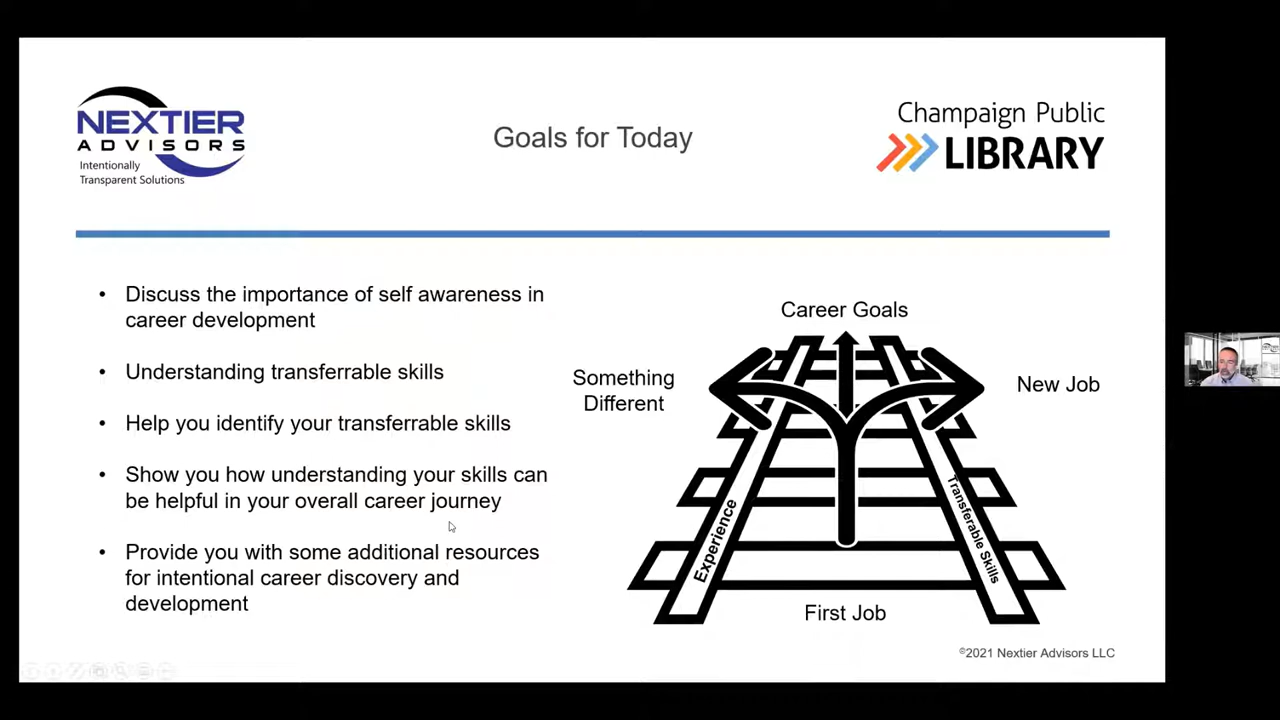 NEXTIER
ADVISORS
Intentionally
Transparent Solutions
Goals for Today
Champaign Public
LIBRARY
• Discuss the importance of self awareness in
career development
• Understanding transferrable skills
• Help you identify your transferrable skills
• Show you how understanding your skills can
be helpful in your overall career journey
• Provide you with some additional resources
for intentional career discovery and
development
Career Goals
Something
Different
New Job
Experience
Transferable Skills
First Job
©2021 Nextier Advisors LLC
NEXTIER